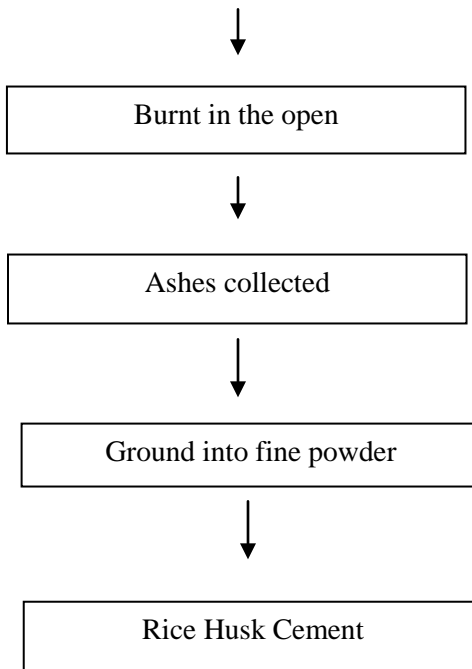 Burnt in the open
Ashes collected
Ground into fine powder
Rice Husk Cement